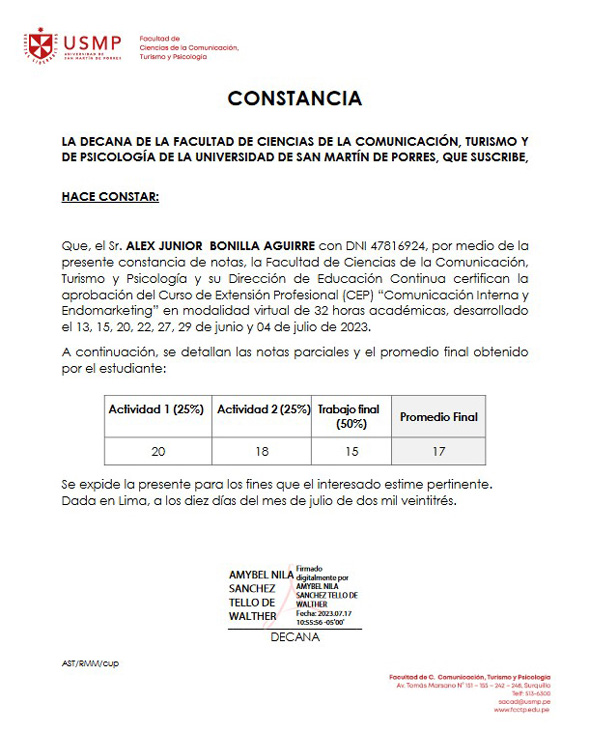 USMP
UNIVERSIDAD DE
SAN MARTÍN DE PORRES
Facultad de
Ciencias de la Comunicación,
Turismo y Psicología
CONSTANCIA
LA DECANA DE LA FACULTAD DE CIENCIAS DE LA COMUNICACIÓN, TURISMO Y
DE PSICOLOGÍA DE LA UNIVERSIDAD DE SAN MARTÍN DE PORRES, QUE SUSCRIBE,
HACE CONSTAR:
Que, el Sr. ALEX JUNIOR BONILLA AGUIRRE con DNI 47816924, por medio de la
presente constancia de notas, la Facultad de Ciencias de la Comunicación,
Turismo y Psicología y su Dirección de Educación Continua certifican la
aprobación del Curso de Extensión Profesional (CEP) “Comunicación Interna y
Endomarketing” en modalidad virtual de 32 horas académicas, desarrollado
el 13, 15, 20, 22, 27, 29 de junio y 04 de julio de 2023.
A continuación, se detallan las notas parciales y el promedio final obtenido
por el estudiante:
Actividad 1 (25%) Actividad 2 (25%) Trabajo final (50%) Promedio Final
20 18 15 17
Se expide la presente para los fines que el interesado estime pertinente.
Dada en Lima, a los diez días del mes de julio de dos mil veintitrés.
AMYBEL NILA
SANCHEZ
TELLO DE
WALTHER
Firmado
digitalmente por
AMYBEL NILA
SANCHEZ TELLO DE
WALTHER
Fecha: 2023.07.17
10:55:56 -05'00'
DECANA
AST/RMM/cup
Facultad de C. Comunicación, Turismo y Psicología
Av. Tomás Marsano N° 151 – 155 – 242 – 248, Surquillo
Telf: 513-6300
sacad@usmp.pe
www.fcctp.edu.pe